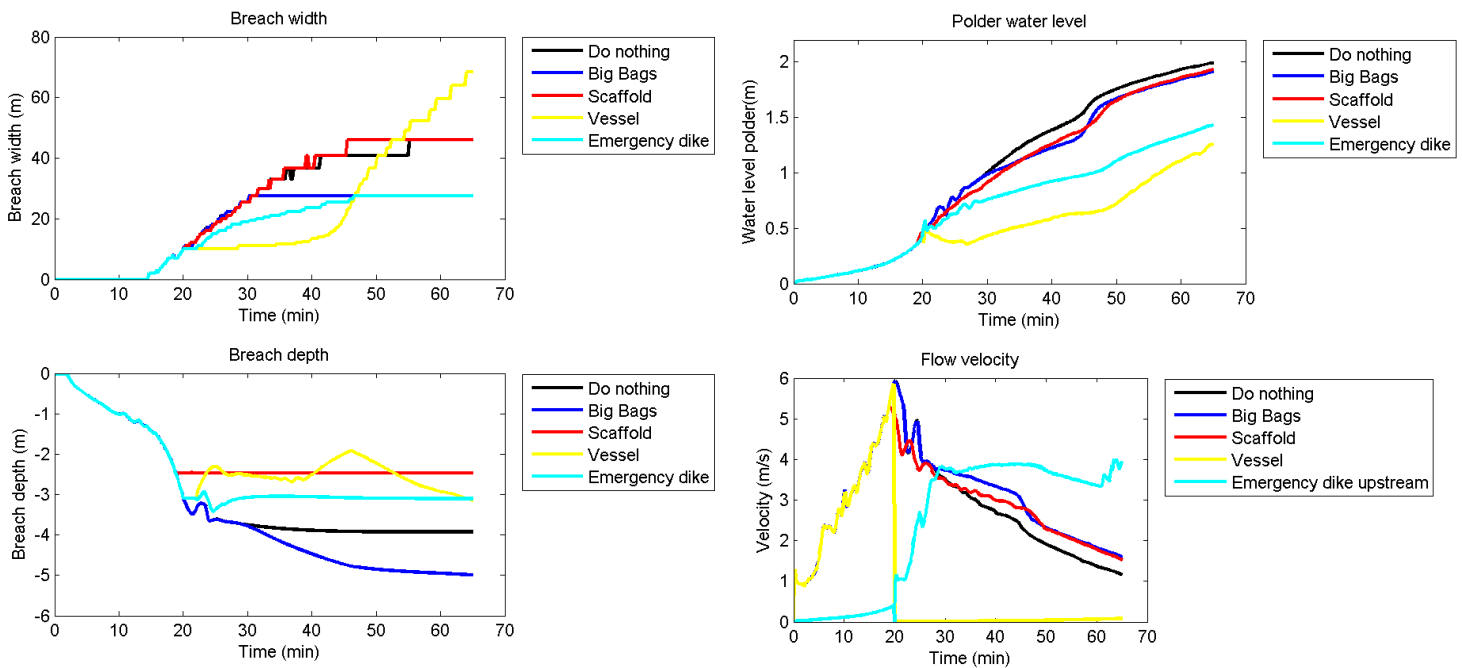 Breach width
80
60
40
20
0
0 10 20 30 40 50 60 70
Breach width (m)
Time (min)
Do nothing
Big Bags
Scaffold
Vessel
Emergency dike
Polder water level
2
1.5
1
0.5
0
0 10 20 30 40 50 60 70
Water level polder(m)
Time (min)
Do nothing
Big Bags
Scaffold
Vessel
Emergency dike
Breach depth
0
-1
-2
-3
-4
-5
-6
0 10 20 30 40 50 60 70
Breach depth (m)
Time (min)
Do nothing
Big Bags
Scaffold
Vessel
Emergency dike
Flow velocity
6
5
4
3
2
1
0
0 10 20 30 40 50 60 70
Velocity (m/s)
Time (min)
Do nothing
Big Bags
Scaffold
Vessel
Emergency dike upstream